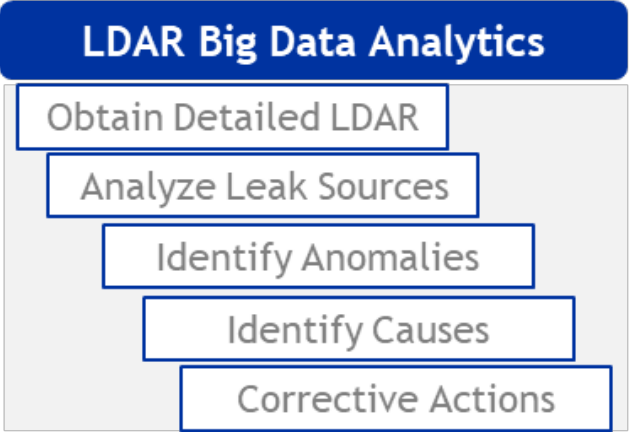 LDAR Big Data Analytics
Obtain Detailed LDAR
Analyze Leak Sources
Identify Anomalies
Identify Causes
Corrective Actions